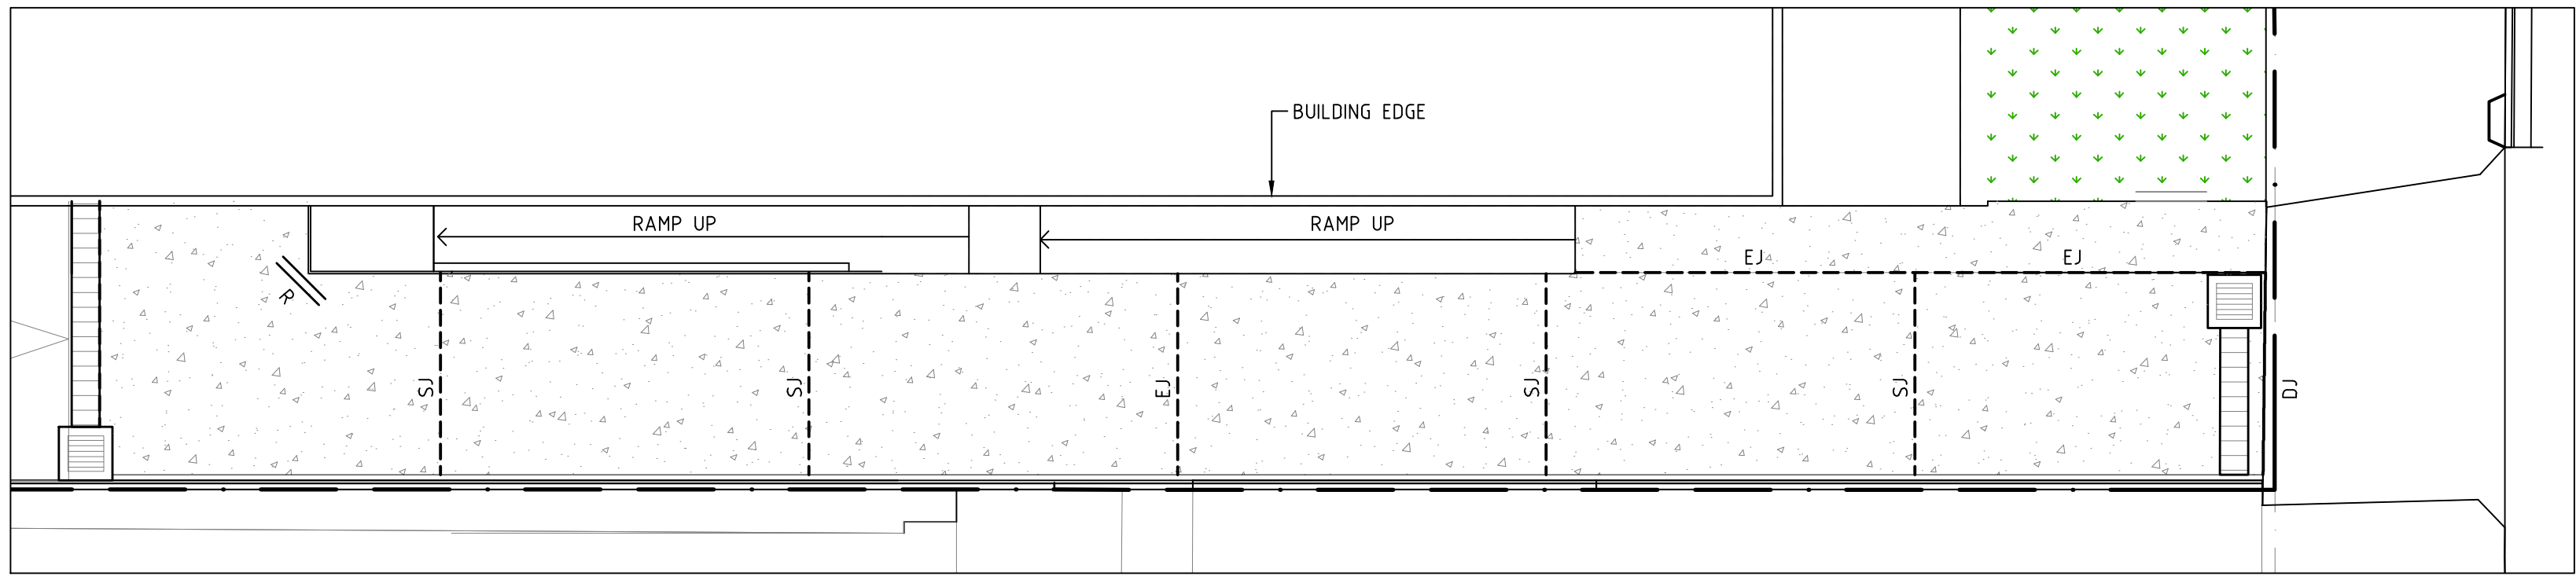 BUILDING EDGE
RAMP UP
RAMP UP
EJ
EJ
R
SJ
SJ
EJ
SJ
SJ
DJ